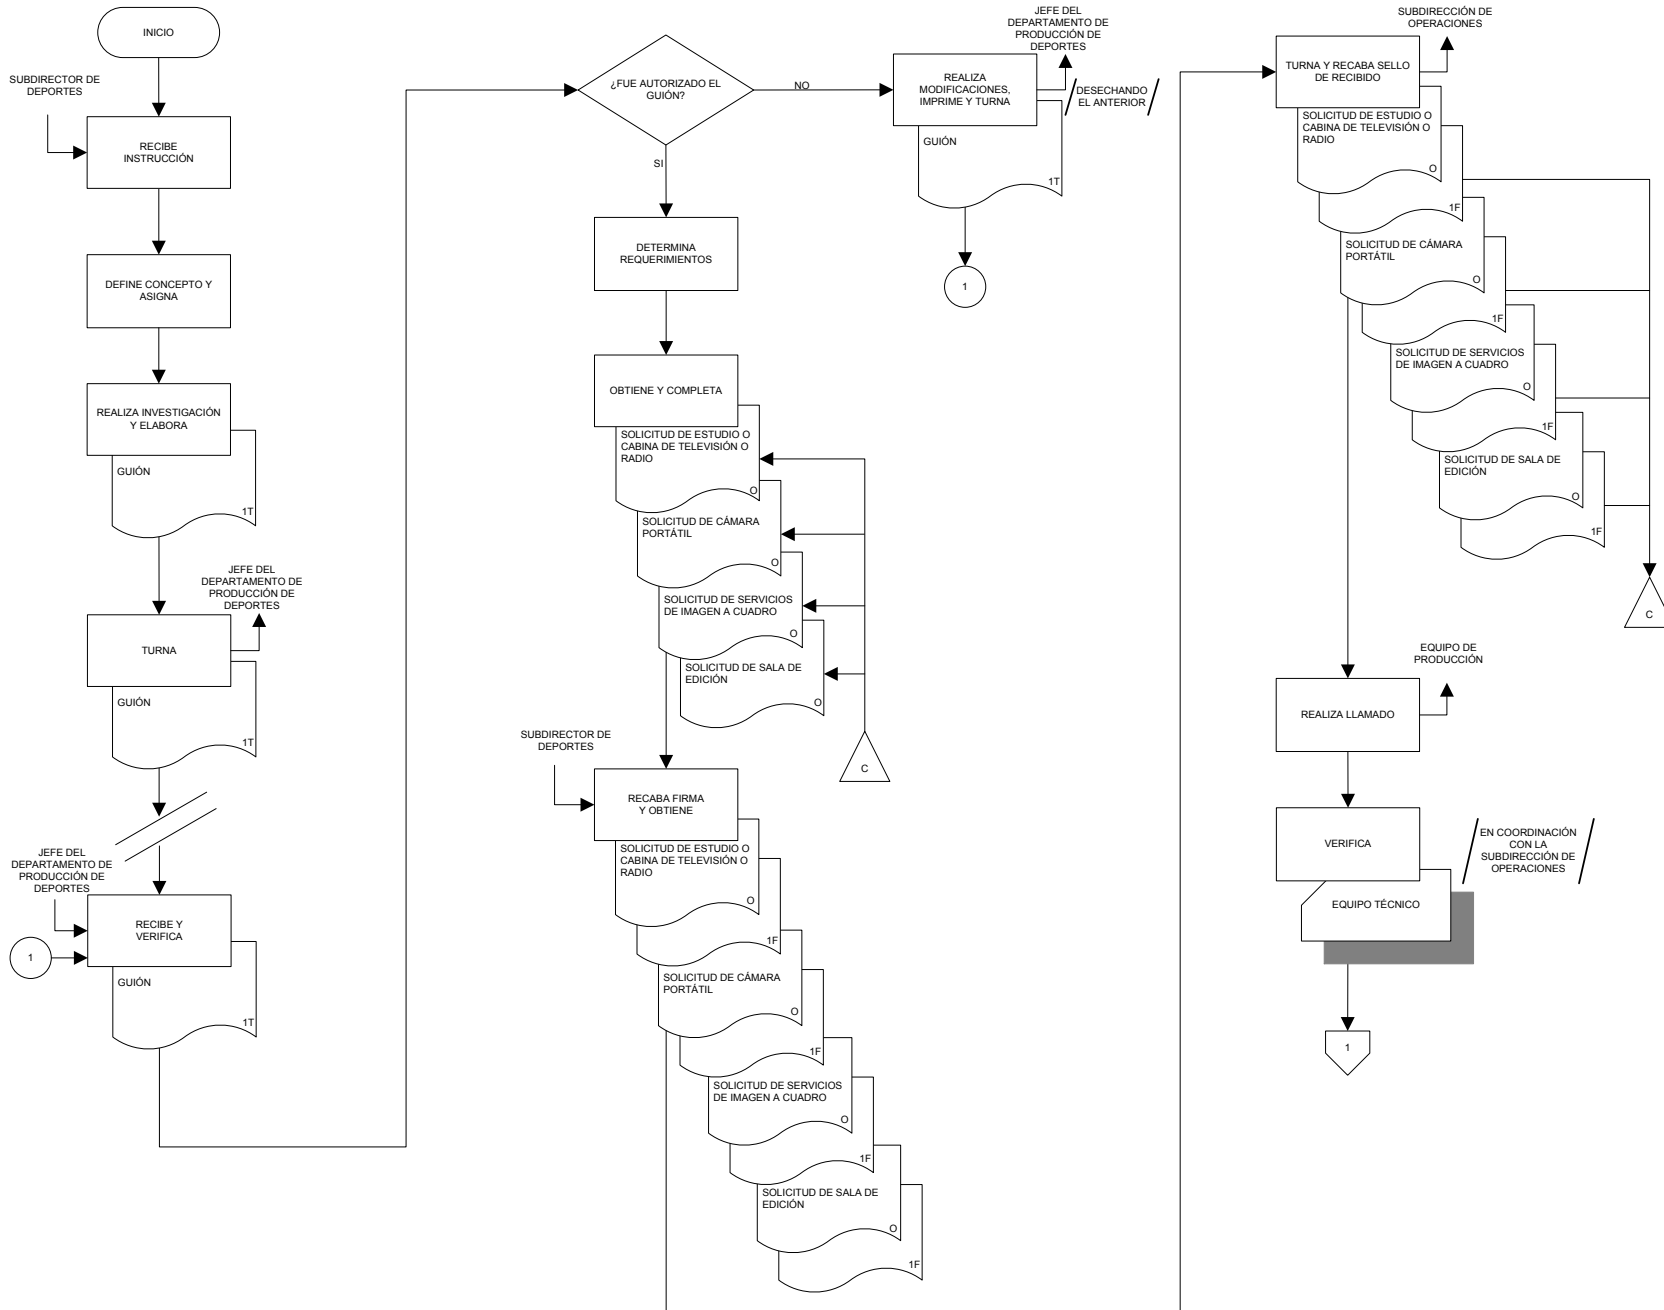 INICIO
SUBDIRECTOR DE
DEPORTES
RECIBE
INSTRUCCIÓN
DEFINE CONCEPTO Y
ASIGNA
REALIZA INVESTIGACIÓN
Y ELABORA
GUIÓN
1T
JEFE DEL
DEPARTAMENTO DE
PRODUCCIÓN DE
DEPORTES
TURNA
GUIÓN
1T
JEFE DEL
DEPARTAMENTO DE
PRODUCCIÓN DE
DEPORTES
RECIBE Y
VERIFICA
1
GUIÓN
1T
¿FUE AUTORIZADO EL
GUIÓN?
NO
SI
JEFE DEL
DEPARTAMENTO DE
PRODUCCIÓN DE
DEPORTES
REALIZA
MODIFICACIONES,
IMPRIME Y TURNA
DESECHANDO
EL ANTERIOR
GUIÓN
1T
1
DETERMINA
REQUERIMIENTOS
OBTIENE Y COMPLETA
SOLICITUD DE ESTUDIO O
CABINA DE TELEVISIÓN O
RADIO
O
SOLICITUD DE CÁMARA
PORTÁTIL
O
SOLICITUD DE SERVICIOS
DE IMAGEN A CUADRO
O
SOLICITUD DE SALA DE
EDICIÓN
O
C
SUBDIRECTOR DE
DEPORTES
RECABA FIRMA
Y OBTIENE
SOLICITUD DE ESTUDIO O
CABINA DE TELEVISIÓN O
RADIO
O
1F
SOLICITUD DE CÁMARA
PORTÁTIL
O
1F
SOLICITUD DE SERVICIOS
DE IMAGEN A CUADRO
O
1F
SOLICITUD DE SALA DE
EDICIÓN
O
1F
SUBDIRECCIÓN DE
OPERACIONES
TURNA Y RECABA SELLO
DE RECIBIDO
SOLICITUD DE ESTUDIO O
CABINA DE TELEVISIÓN O
RADIO
O
1F
SOLICITUD DE CÁMARA
PORTÁTIL
O
1F
SOLICITUD DE SERVICIOS
DE IMAGEN A CUADRO
O
1F
SOLICITUD DE SALA DE
EDICIÓN
O
1F
C
EQUIPO DE
PRODUCCIÓN
REALIZA LLAMADO
VERIFICA
EN COORDINACIÓN
CON LA
SUBDIRECCIÓN DE
OPERACIONES
EQUIPO TÉCNICO
1